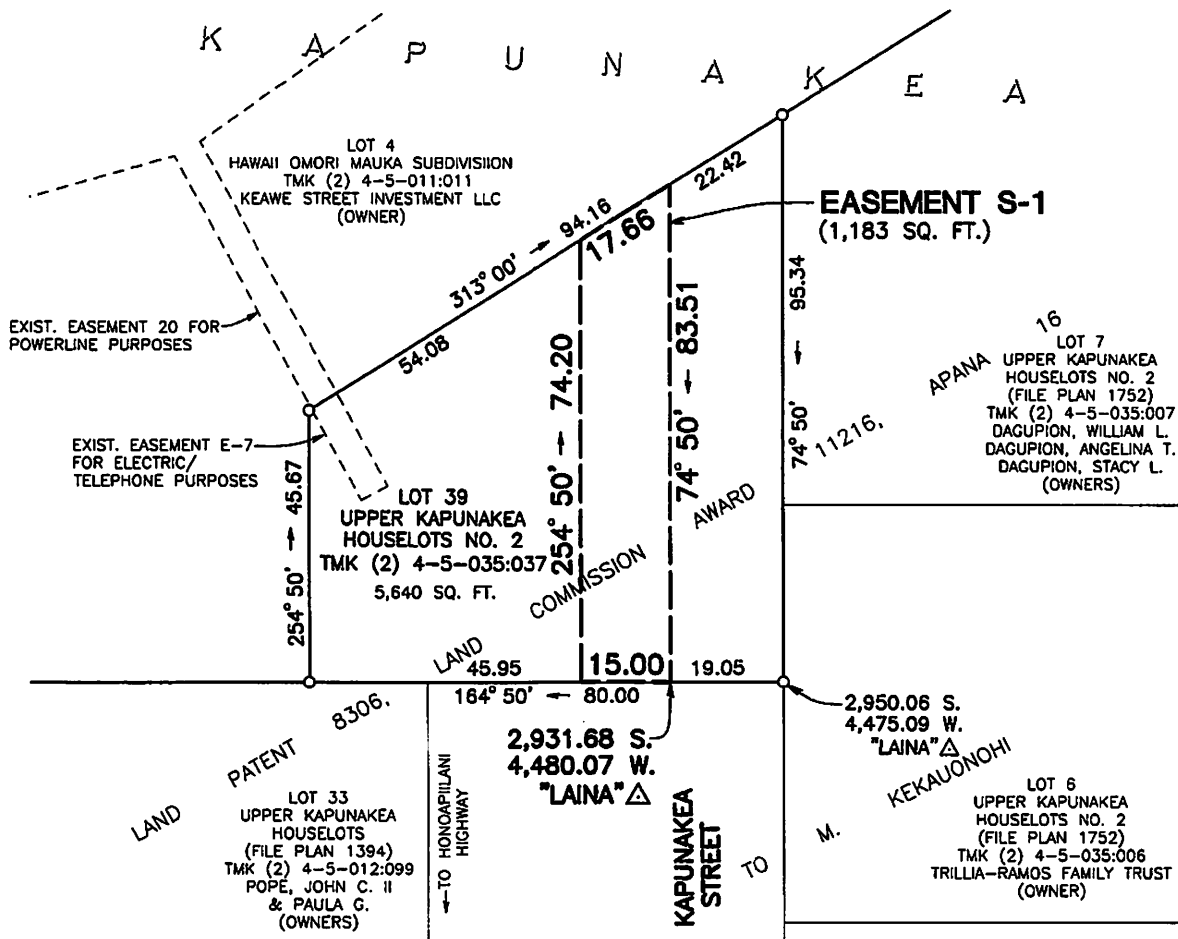 K A P U N A K E A
LOT 4
HAWAII OMORI MAUKA SUBDIVISIION
TMK (2) 4-5-011:011
KEAWE STREET INVESTMENT LLC
(OWNER)
22.42
94.16
17.66
313° 00' →
54.08
EASEMENT S-1
(1,183 SQ. FT.)
EXIST. EASEMENT 20 FOR
POWERLINE PURPOSES
EXIST. EASEMENT E-7
FOR ELECTRIC/
TELEPHONE PURPOSES
254° 50' → 45.67
254° 50' → 74.20
74° 50' ← 83.51
95.34
74° 50' ←
LOT 39
UPPER KAPUNAKEA
HOUSELOTS NO. 2
TMK (2) 4-5-035:037
5,640 SQ. FT.
LOT 7
UPPER KAPUNAKEA
HOUSELOTS NO. 2
(FILE PLAN 1752)
TMK (2) 4-5-035:007
DAGUPION, WILLIAM L.
DAGUPION, ANGELINA T.
DAGUPION, STACY L.
(OWNERS)
LAND PATENT 8306, LAND COMMISSION AWARD 11216, APANA 16
TO M. KEKAUONOHI
45.95
15.00
19.05
164° 50' ← 80.00
2,931.68 S.
4,480.07 W.
"LAINA" △
2,950.06 S.
4,475.09 W.
"LAINA" △
LOT 33
UPPER KAPUNAKEA
HOUSELOTS
(FILE PLAN 1394)
TMK (2) 4-5-012:099
POPE, JOHN C. II
& PAULA G.
(OWNERS)
←TO HONOAPIILANI
HIGHWAY
KAPUNAKEA
STREET
LOT 6
UPPER KAPUNAKEA
HOUSELOTS NO. 2
(FILE PLAN 1752)
TMK (2) 4-5-035:006
TRILLIA-RAMOS FAMILY TRUST
(OWNER)